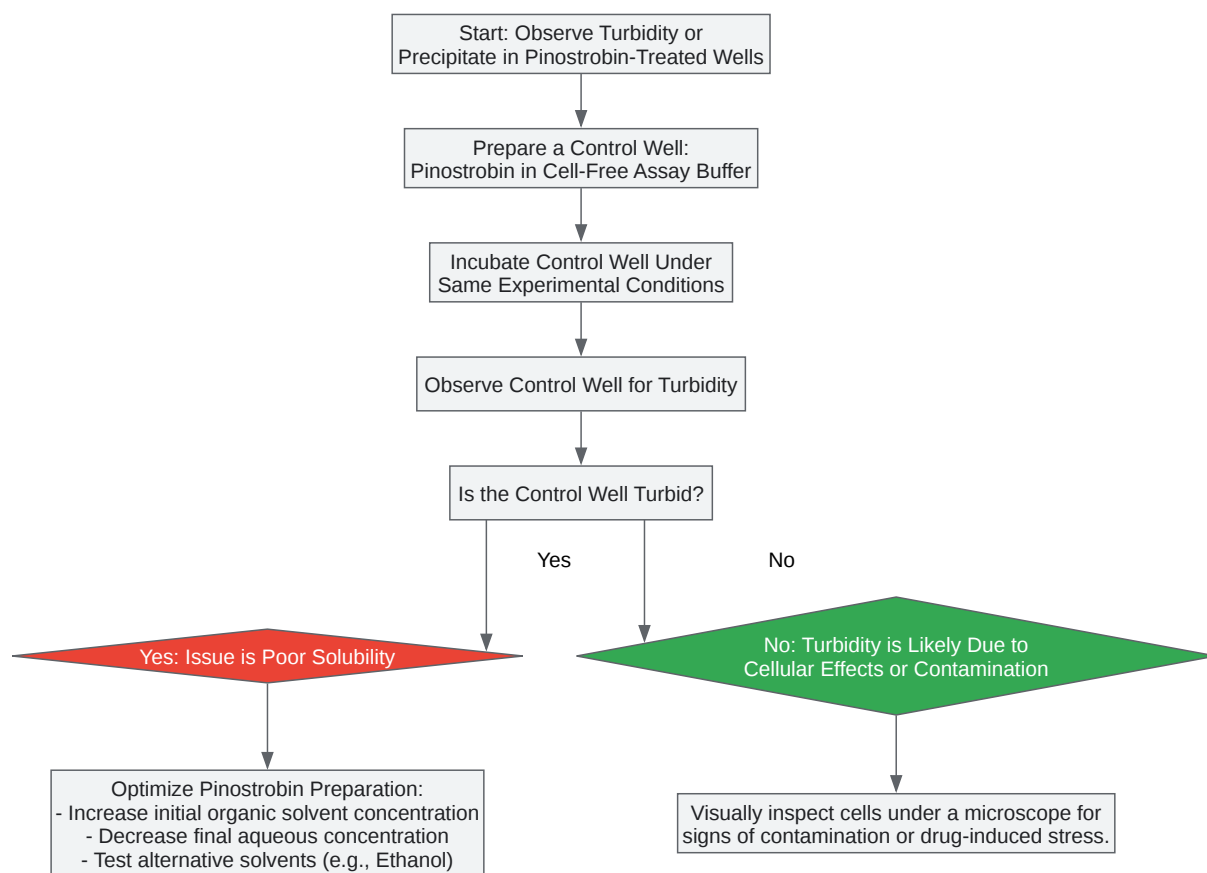 Start: Observe Turbidity or
Precipitate in Pinostrobin-Treated Wells
Prepare a Control Well:
Pinostrobin in Cell-Free Assay Buffer
Incubate Control Well Under
Same Experimental Conditions
Observe Control Well for Turbidity
Is the Control Well Turbid?
Yes
No
Yes: Issue is Poor Solubility
No: Turbidity is Likely Due to
Cellular Effects or Contamination
Optimize Pinostrobin Preparation:
- Increase initial organic solvent concentration
- Decrease final aqueous concentration
- Test alternative solvents (e.g., Ethanol)
Visually inspect cells under a microscope for
signs of contamination or drug-induced stress.